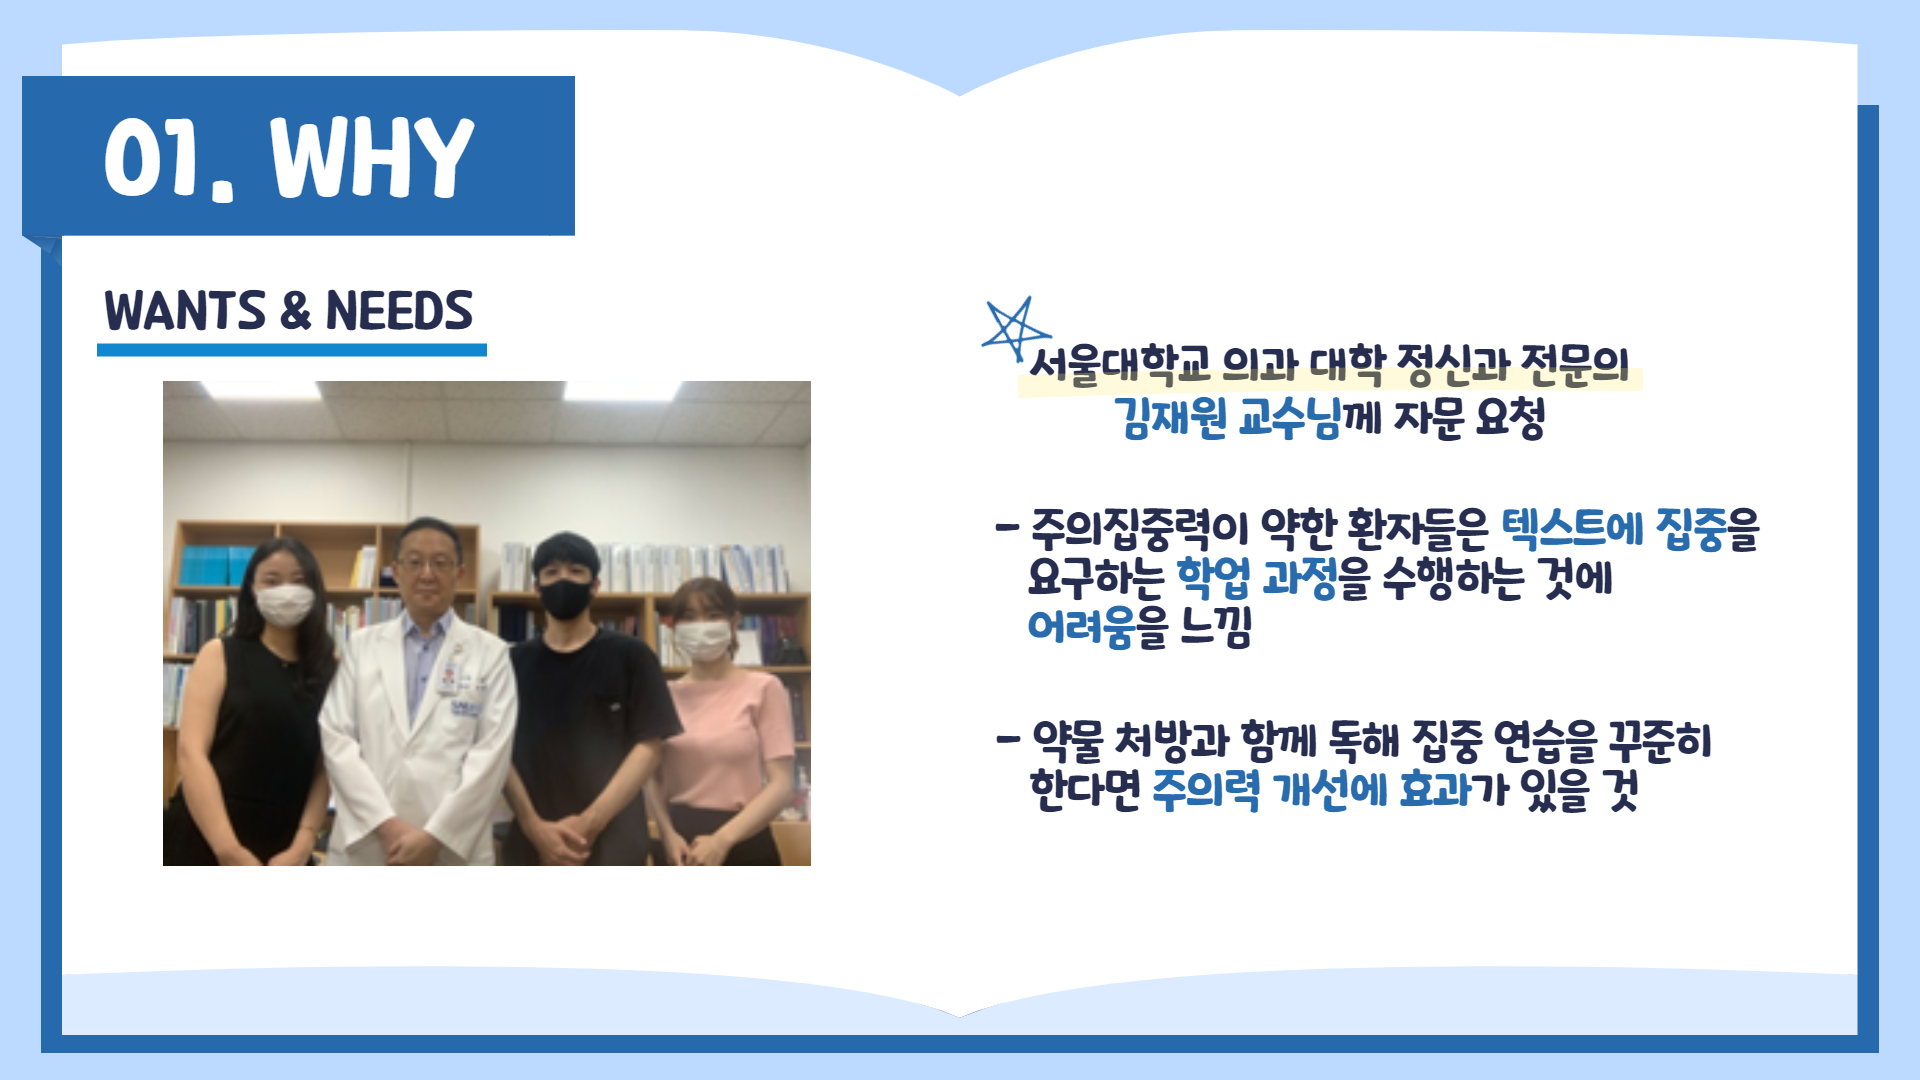 01. WHY
WANTS & NEEDS
서울대학교 의과 대학 정신과 전문의
김재원 교수님께 자문 요청
- 주의집중력이 약한 환자들은 텍스트에 집중을
요구하는 학업 과정을 수행하는 것에
어려움을 느낌
- 약물 처방과 함께 독해 집중 연습을 꾸준히
한다면 주의력 개선에 효과가 있을 것